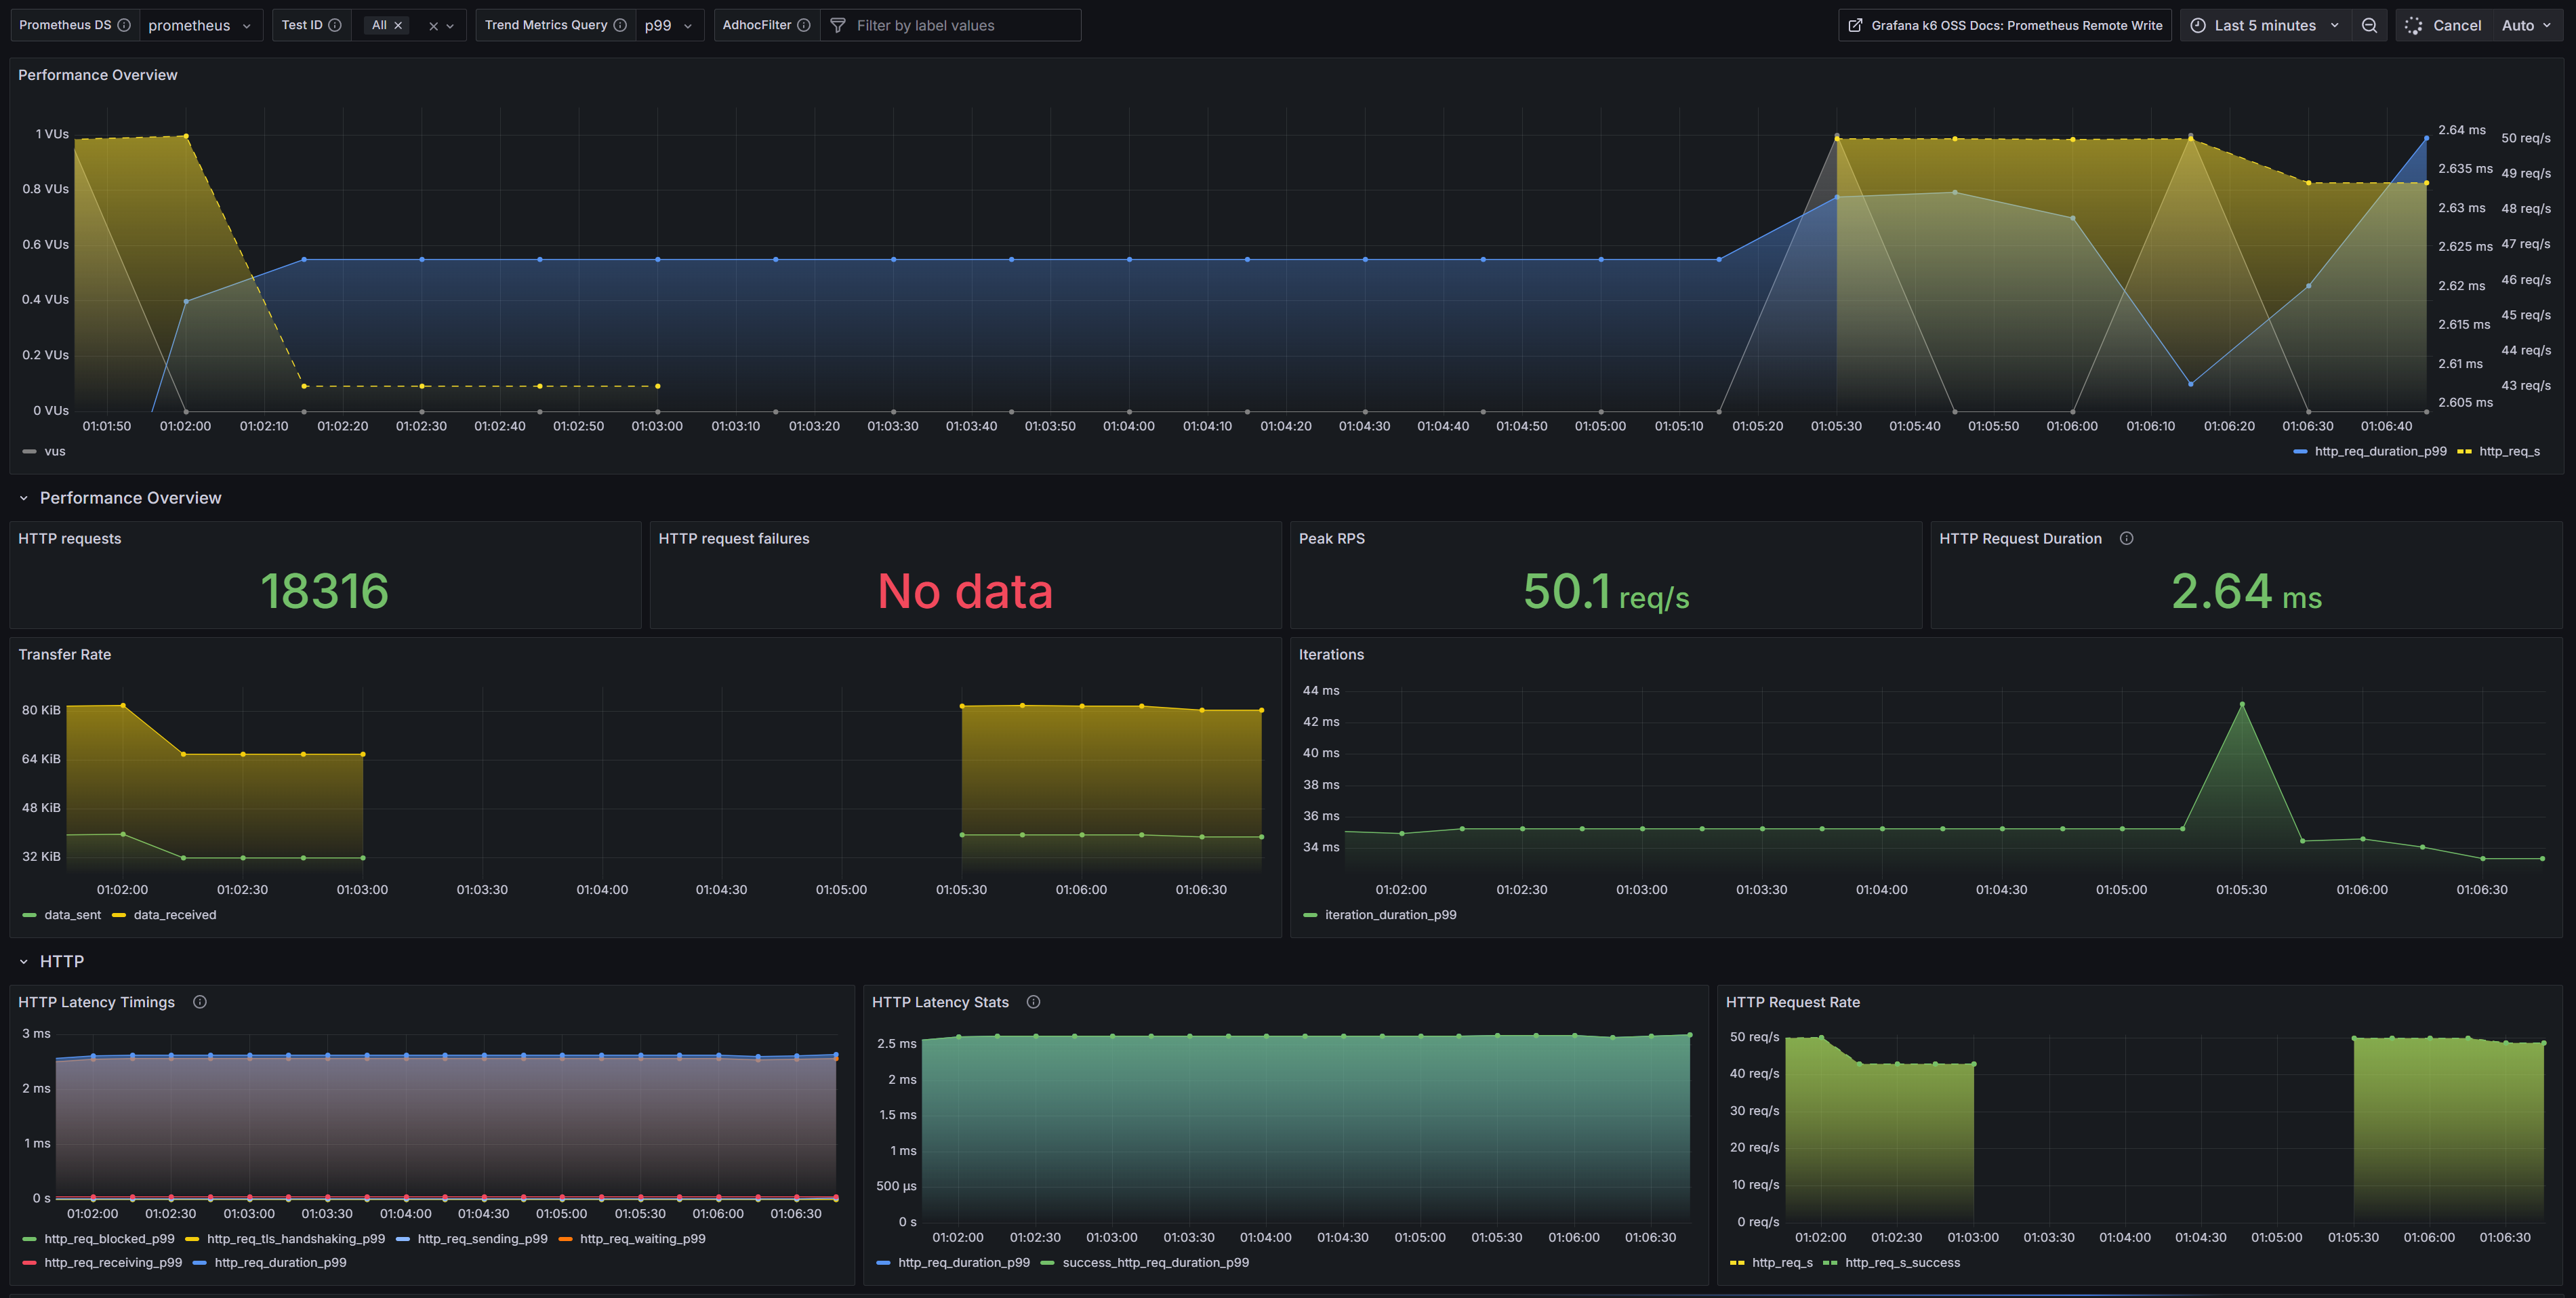 Prometheus DS prometheus Test ID All Trend Metrics Query p99 AdhocFilter Filter by label values Grafana k6 OSS Docs: Prometheus Remote Write Last 5 minutes Cancel Auto
Performance Overview
1 VUs
0.8 VUs
0.6 VUs
0.4 VUs
0.2 VUs
0 VUs
2.64 ms
2.635 ms
2.63 ms
2.625 ms
2.62 ms
2.615 ms
2.61 ms
2.605 ms
50 req/s
49 req/s
48 req/s
47 req/s
46 req/s
45 req/s
44 req/s
43 req/s
01:01:50 01:02:00 01:02:10 01:02:20 01:02:30 01:02:40 01:02:50 01:03:00 01:03:10 01:03:20 01:03:30 01:03:40 01:03:50 01:04:00 01:04:10 01:04:20 01:04:30 01:04:40 01:04:50 01:05:00 01:05:10 01:05:20 01:05:30 01:05:40 01:05:50 01:06:00 01:06:10 01:06:20 01:06:30 01:06:40
vus http_req_duration_p99 http_req_s
Performance Overview
HTTP requests
18316
HTTP request failures
No data
Peak RPS
50.1 req/s
HTTP Request Duration
2.64 ms
Transfer Rate
80 KiB
64 KiB
48 KiB
32 KiB
01:02:00 01:02:30 01:03:00 01:03:30 01:04:00 01:04:30 01:05:00 01:05:30 01:06:00 01:06:30
data_sent data_received
Iterations
44 ms
42 ms
40 ms
38 ms
36 ms
34 ms
01:02:00 01:02:30 01:03:00 01:03:30 01:04:00 01:04:30 01:05:00 01:05:30 01:06:00 01:06:30
iteration_duration_p99
HTTP
HTTP Latency Timings
3 ms
2 ms
1 ms
0 s
01:02:00 01:02:30 01:03:00 01:03:30 01:04:00 01:04:30 01:05:00 01:05:30 01:06:00 01:06:30
http_req_blocked_p99 http_req_tls_handshaking_p99 http_req_sending_p99 http_req_waiting_p99
http_req_receiving_p99 http_req_duration_p99
HTTP Latency Stats
2.5 ms
2 ms
1.5 ms
1 ms
500 µs
0 s
01:02:00 01:02:30 01:03:00 01:03:30 01:04:00 01:04:30 01:05:00 01:05:30 01:06:00 01:06:30
http_req_duration_p99 success_http_req_duration_p99
HTTP Request Rate
50 req/s
40 req/s
30 req/s
20 req/s
10 req/s
0 req/s
01:02:00 01:02:30 01:03:00 01:03:30 01:04:00 01:04:30 01:05:00 01:05:30 01:06:00 01:06:30
http_req_s http_req_s_success